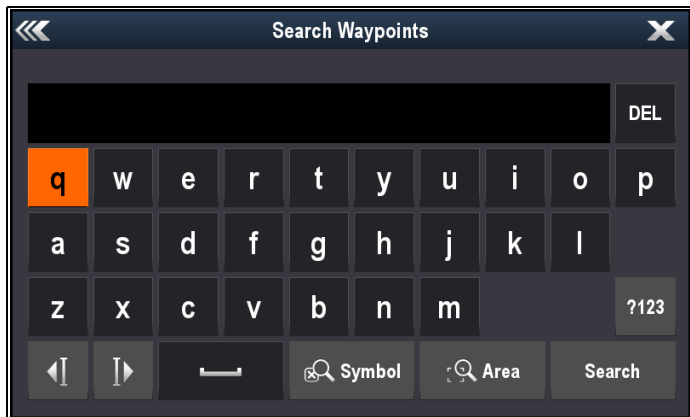 Search Waypoints
DEL
q w e r t y u i o p
a s d f g h j k l
z x c v b n m ?123
Symbol Area Search